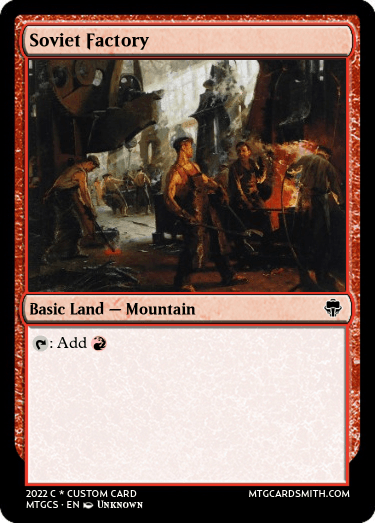 Soviet Factory
Basic Land — Mountain
: Add
2022 C * CUSTOM CARD
MTGCARDSMITH.COM
MTGCS · EN Unknown